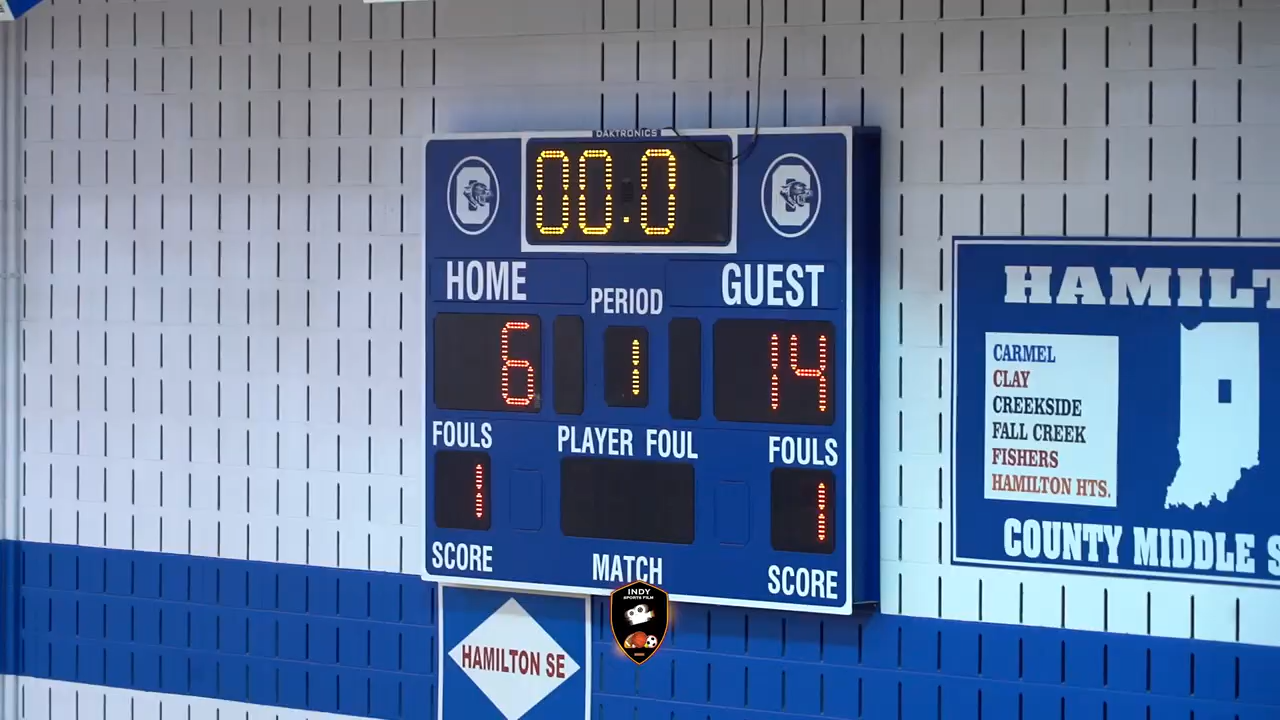 DAKTRONICS
00.0
HOME
GUEST
PERIOD
6
1
14
FOULS
PLAYER FOUL
FOULS
1
1
SCORE
MATCH
SCORE
INDY
SPORTS FILM
HAMILTON SE
HAMILT
CARMEL
CLAY
CREEKSIDE
FALL CREEK
FISHERS
HAMILTON HTS.
COUNTY MIDDLE S